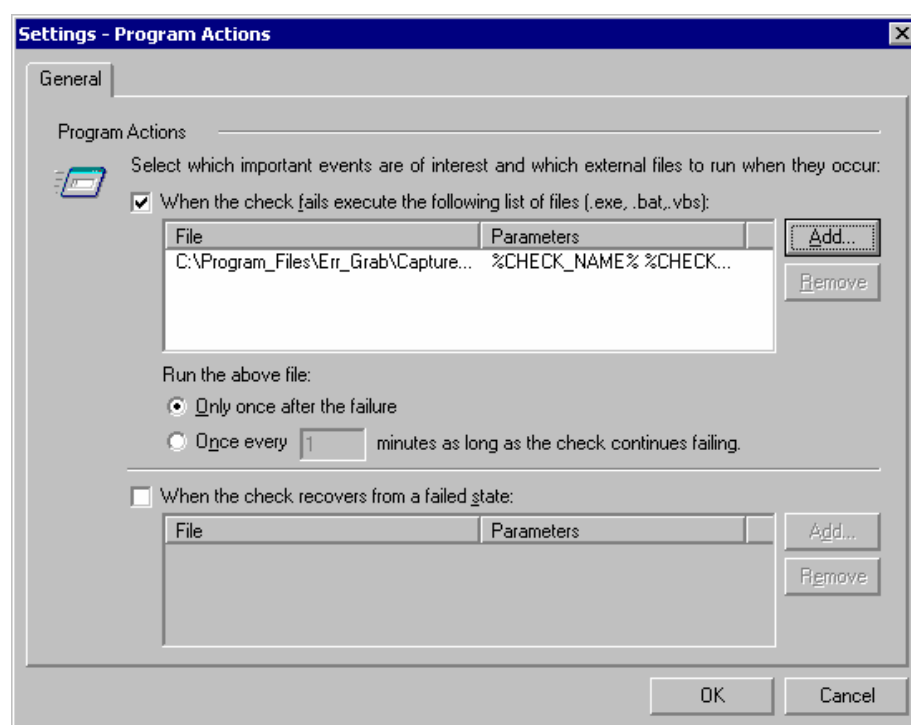 Settings - Program Actions
General
Program Actions
Select which important events are of interest and which external files to run when they occur:
When the check fails execute the following list of files (.exe, .bat,.vbs):
File Parameters Add...
C:\Program_Files\Err_Grab\Capture... %CHECK_NAME% %CHECK...
Remove
Run the above file:
Only once after the failure
Once every 1 minutes as long as the check continues failing.
When the check recovers from a failed state:
File Parameters Add...
Remove
OK Cancel